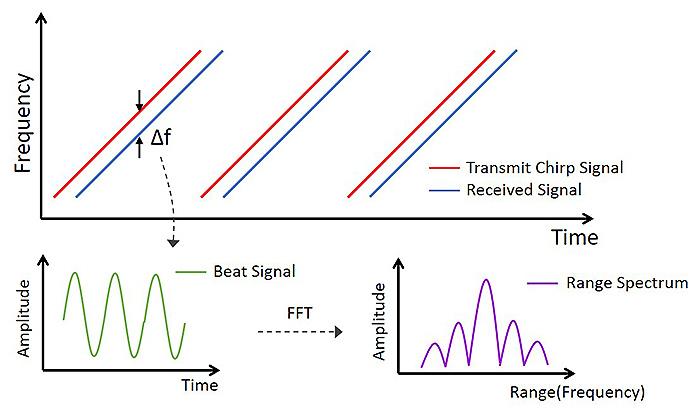 Frequency
Δf
Transmit Chirp Signal
Received Signal
Time
Amplitude
Beat Signal
Time
FFT
Amplitude
Range Spectrum
Range(Frequency)